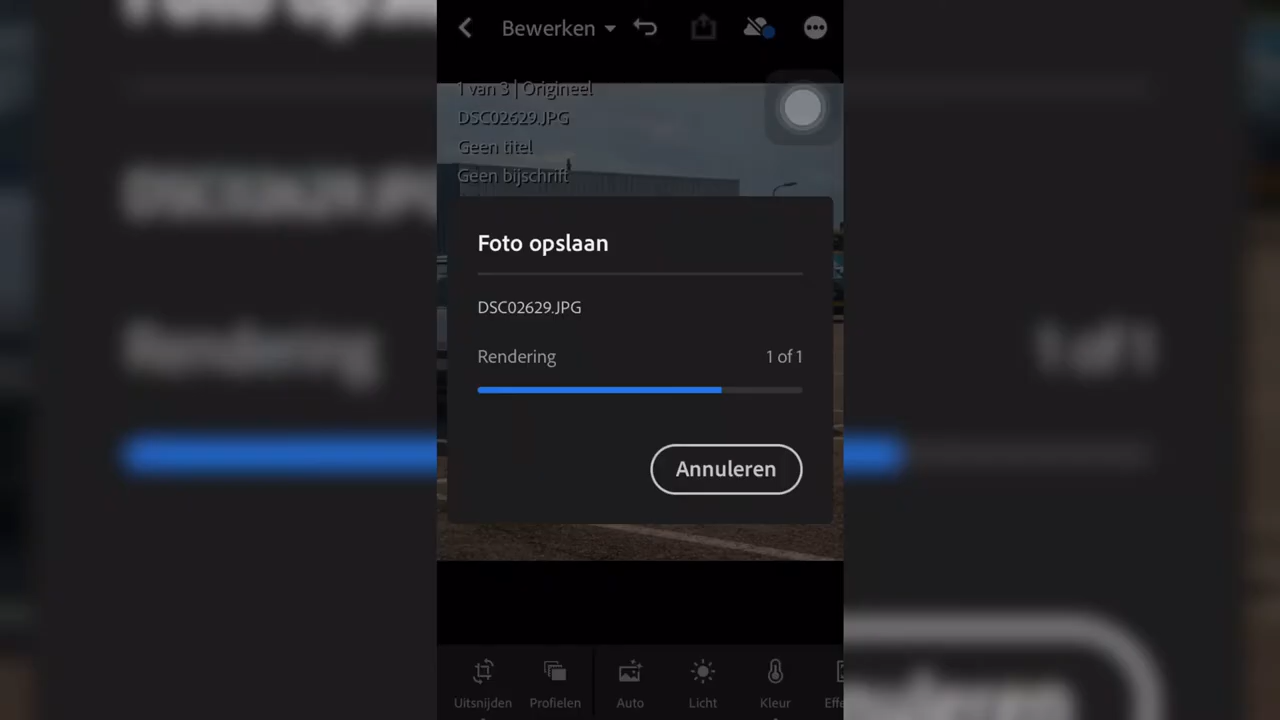 Bewerken
1 van 3 | Origineel
DSC02629.JPG
Geen titel
Geen bijschrift
Foto opslaan
DSC02629.JPG
Rendering 1 of 1
Annuleren
Uitsnijden Profielen Auto Licht Kleur